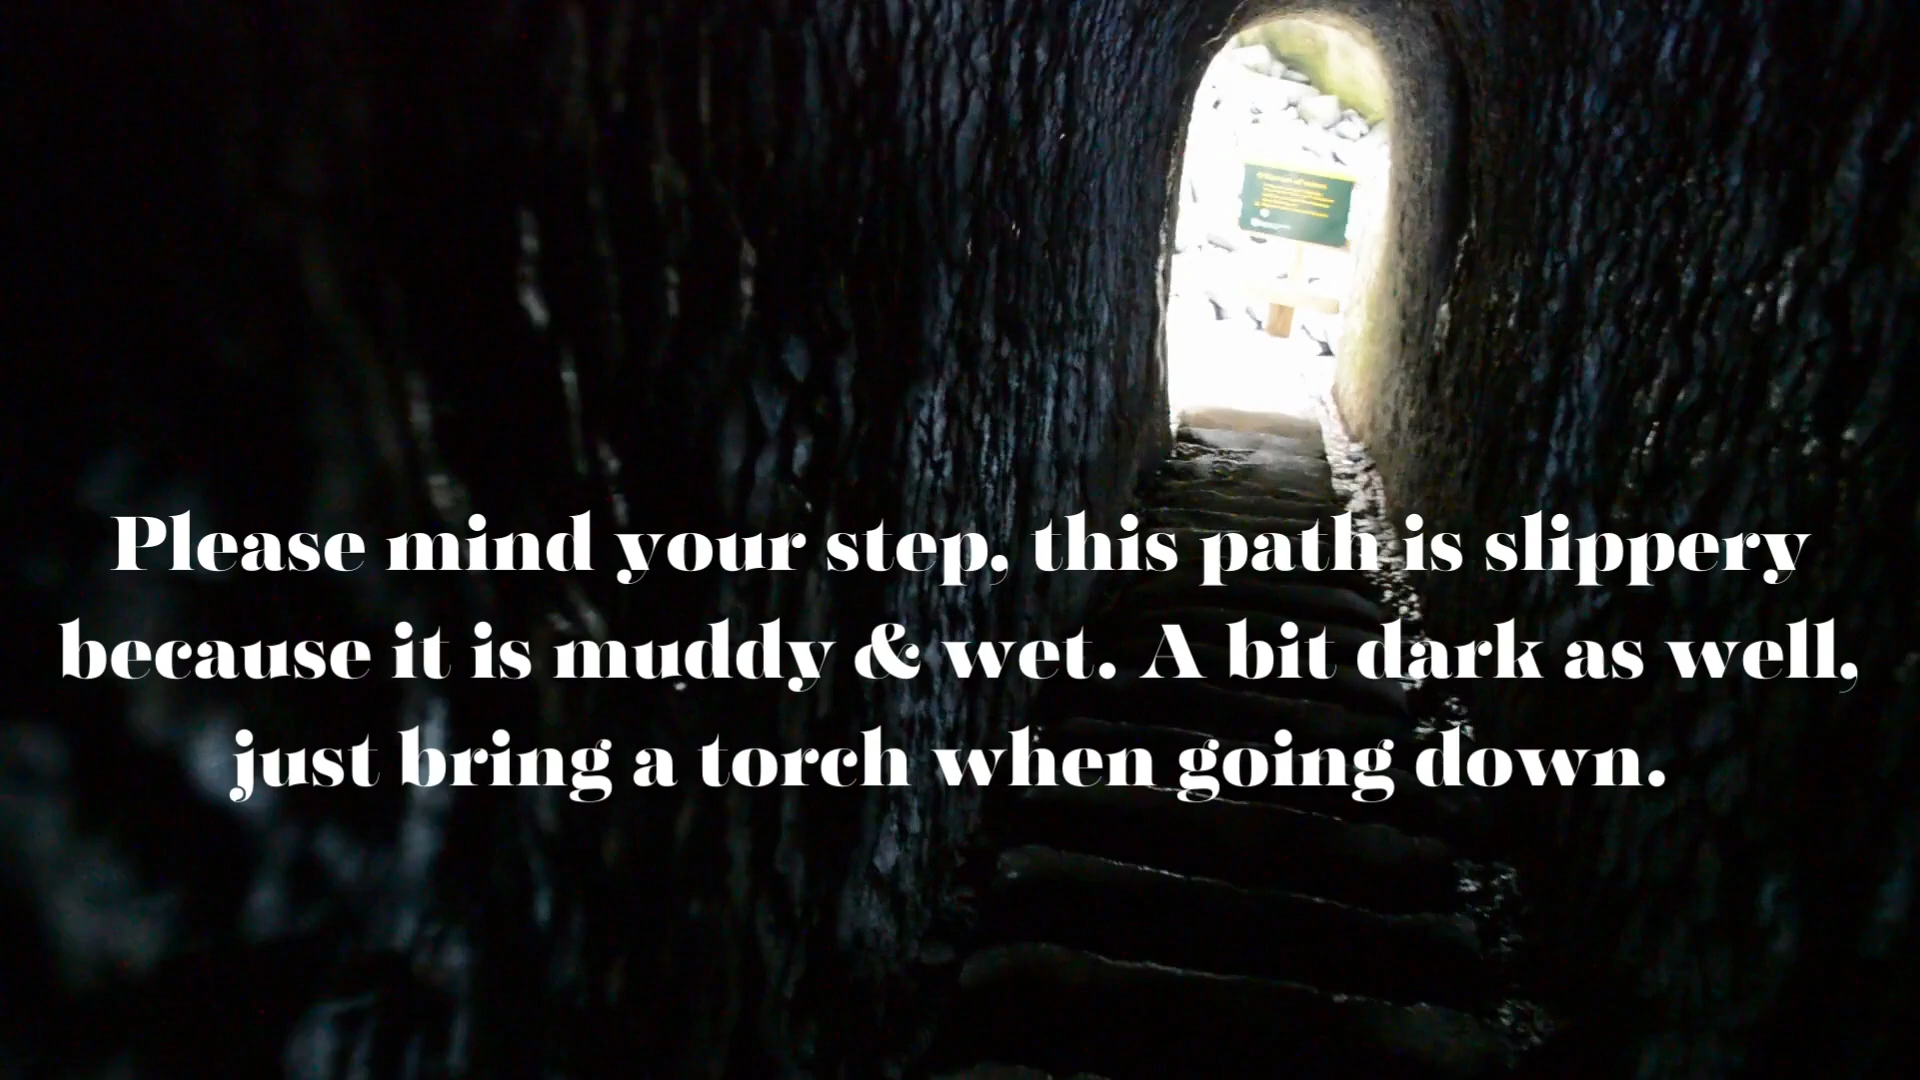 Please mind your step, this path is slippery
because it is muddy & wet. A bit dark as well,
just bring a torch when going down.